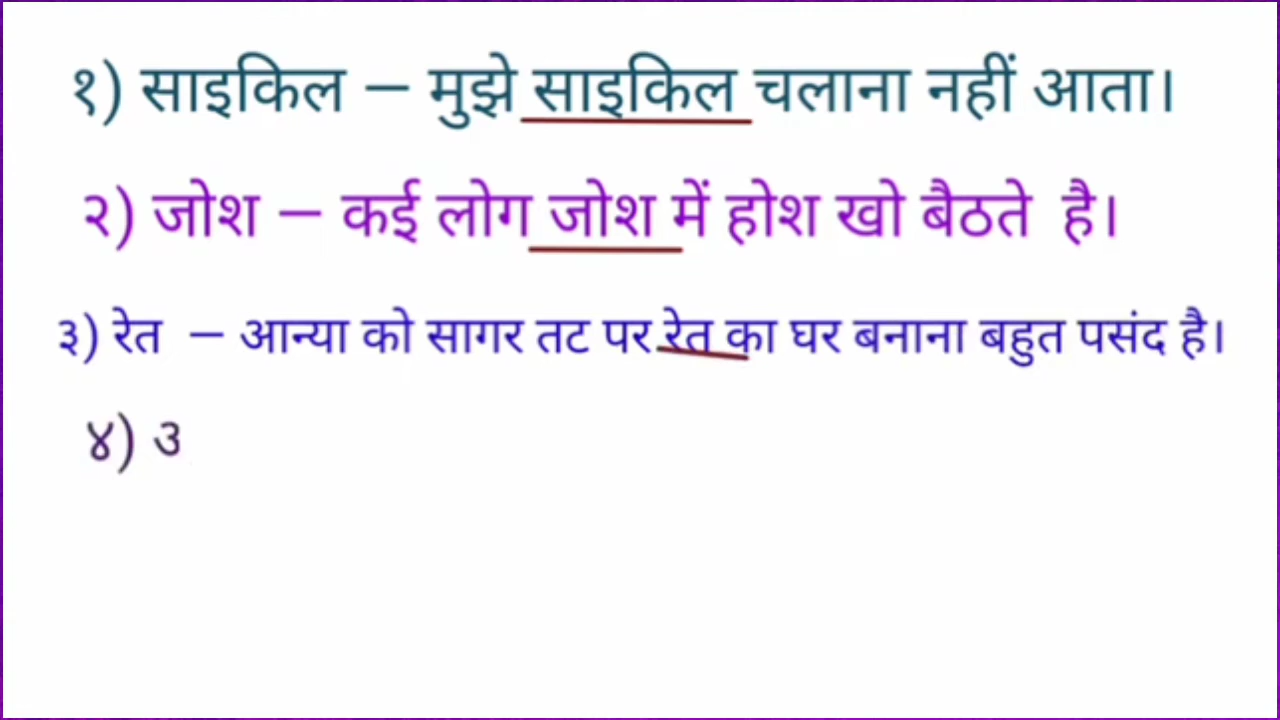 १) साइकिल – मुझे साइकिल चलाना नहीं आता।
२) जोश – कई लोग जोश में होश खो बैठते है।
३) रेत – आन्या को सागर तट पर रेत का घर बनाना बहुत पसंद है।
४)